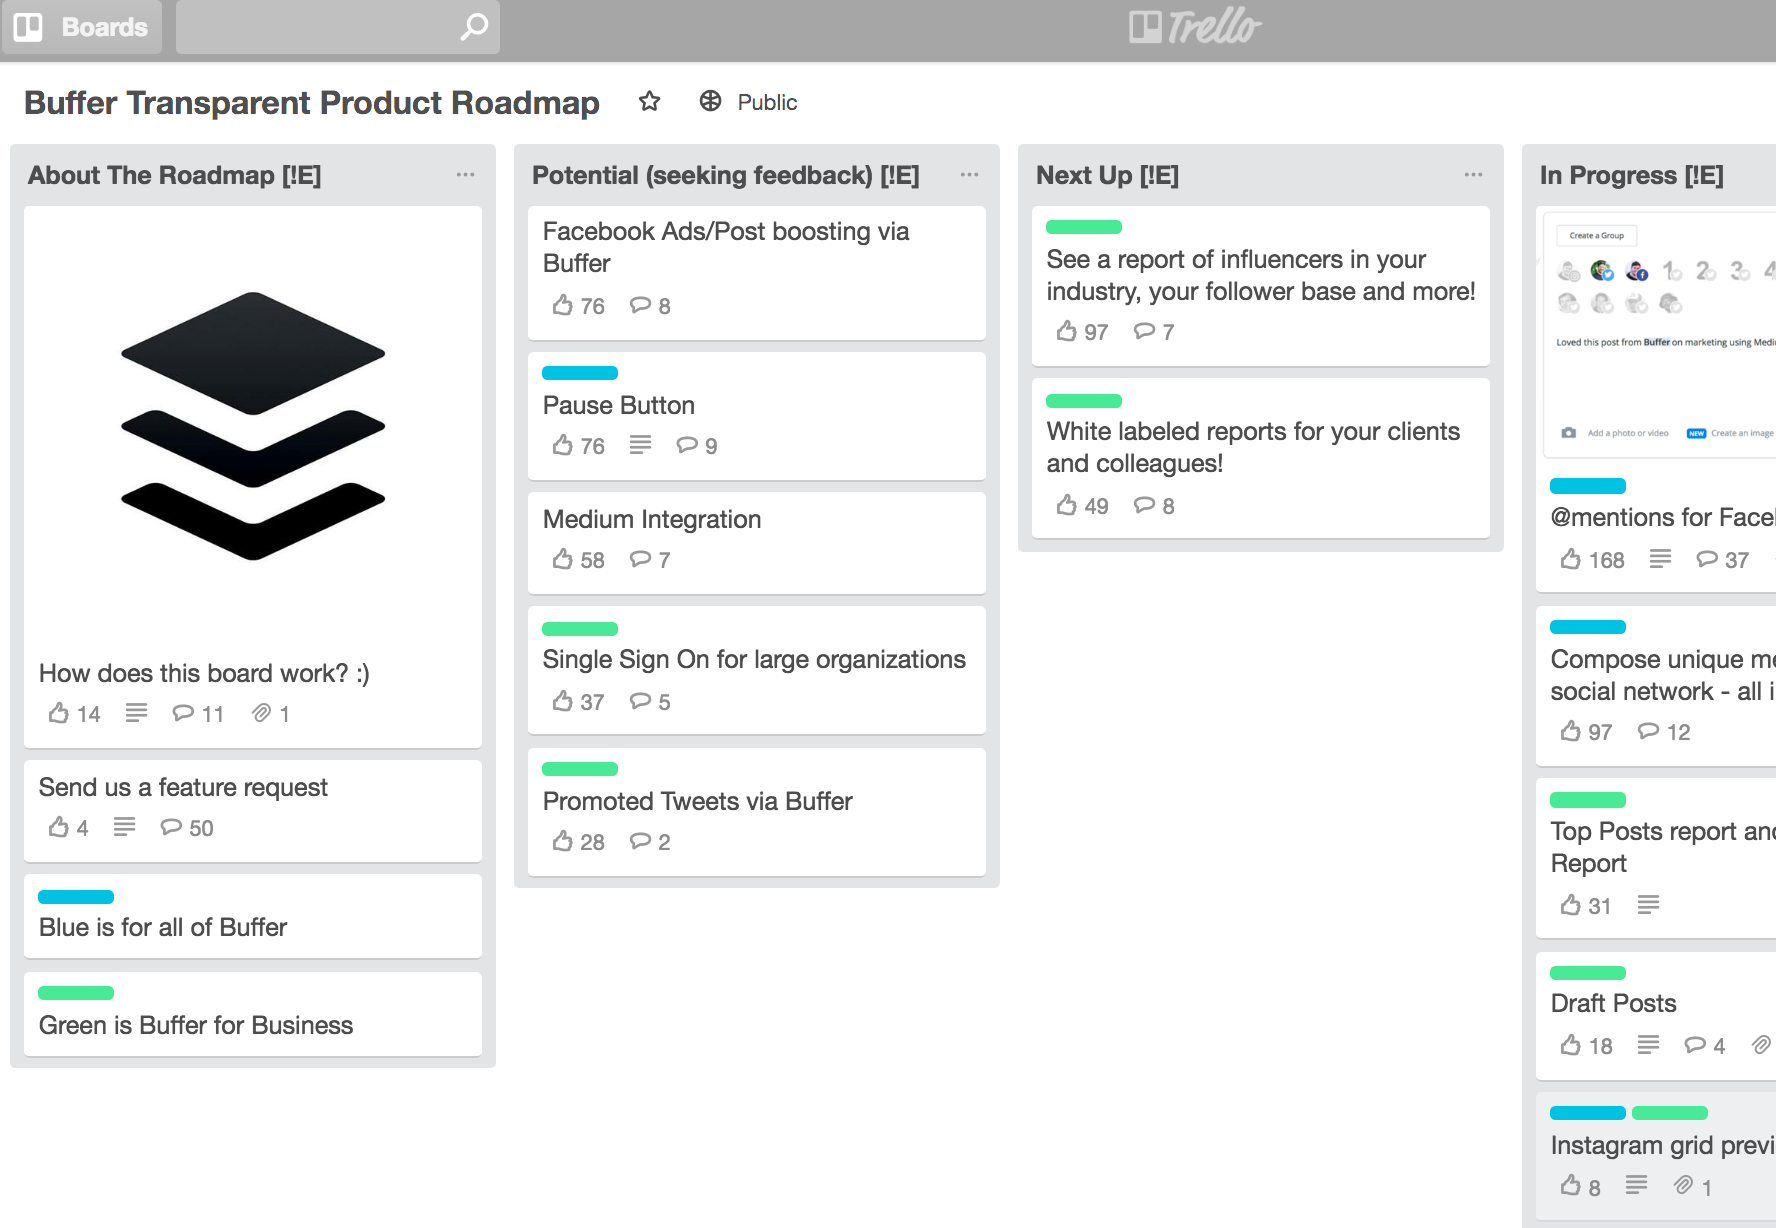 Boards
Trello
Buffer Transparent Product Roadmap
Public
About The Roadmap [!E]
How does this board work? :)
14
11
1
Send us a feature request
4
50
Blue is for all of Buffer
Green is Buffer for Business
Potential (seeking feedback) [!E]
Facebook Ads/Post boosting via
Buffer
76
8
Pause Button
76
9
Medium Integration
58
7
Single Sign On for large organizations
37
5
Promoted Tweets via Buffer
28
2
Next Up [!E]
See a report of influencers in your
industry, your follower base and more!
97
7
White labeled reports for your clients
and colleagues!
49
8
In Progress [!E]
Create a Group
1 2 3 4
Loved this post from Buffer on marketing using
Add a photo or video
NEW Create an image
@mentions for
168
37
Compose unique
social network - all
97
12
Top Posts report
Report
31
Draft Posts
18
4
Instagram grid
8
1